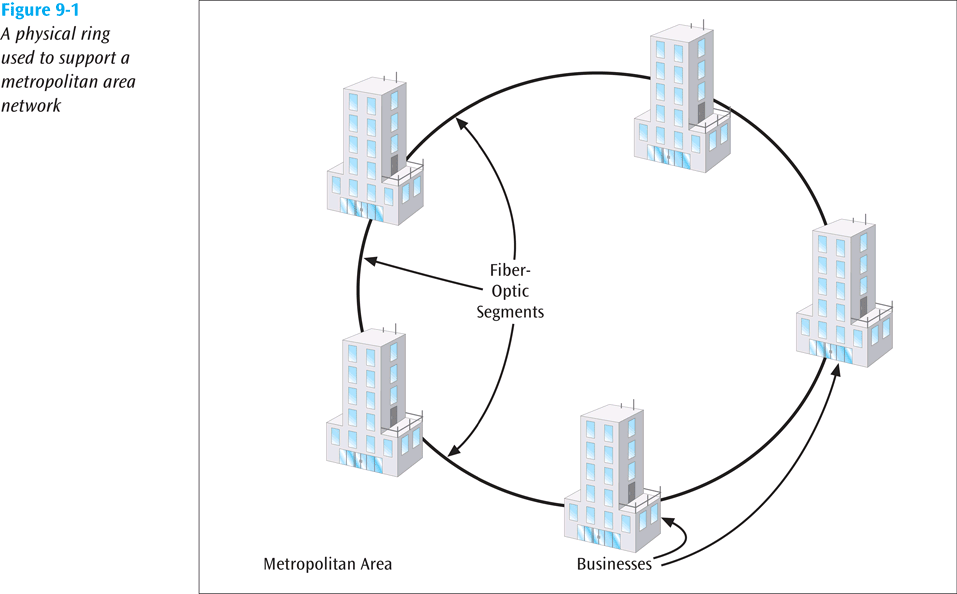 Figure 9-1
A physical ring
used to support a
metropolitan area
network
Fiber-
Optic
Segments
Metropolitan Area
Businesses